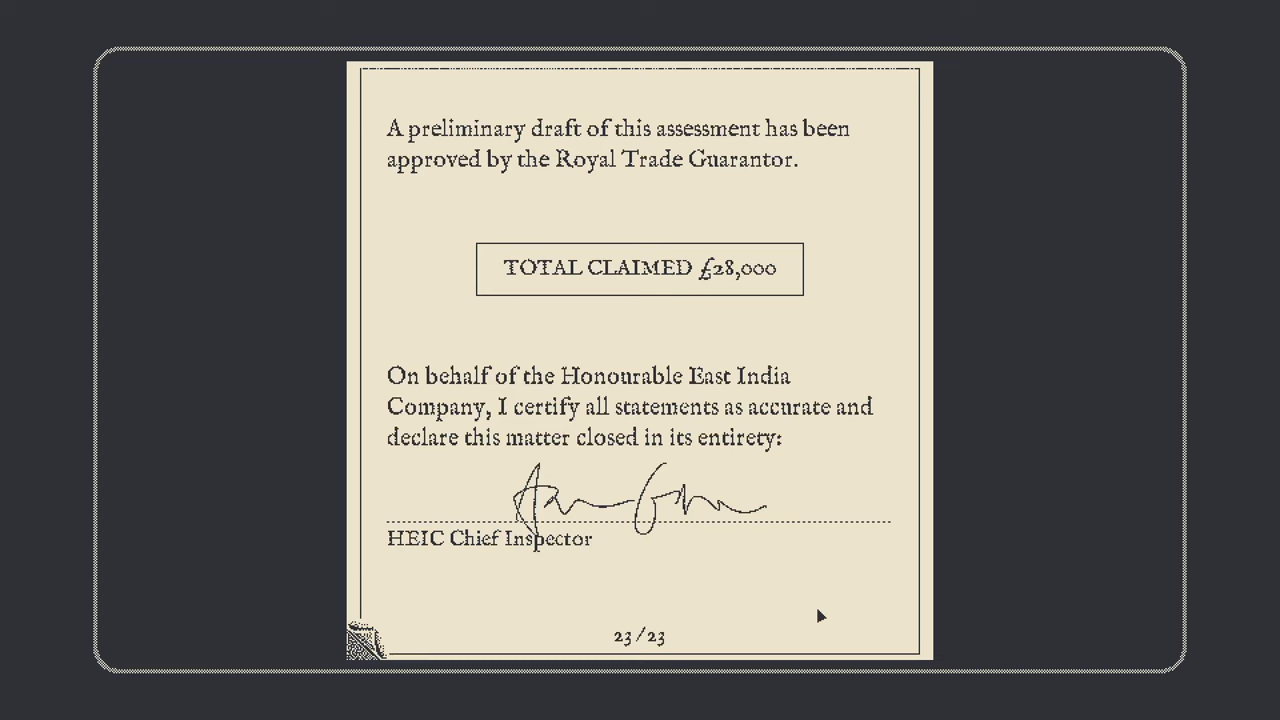 A preliminary draft of this assessment has been
approved by the Royal Trade Guarantor.
TOTAL CLAIMED £28,000
On behalf of the Honourable East India
Company, I certify all statements as accurate and
declare this matter closed in its entirety:
HEIC Chief Inspector
23/23